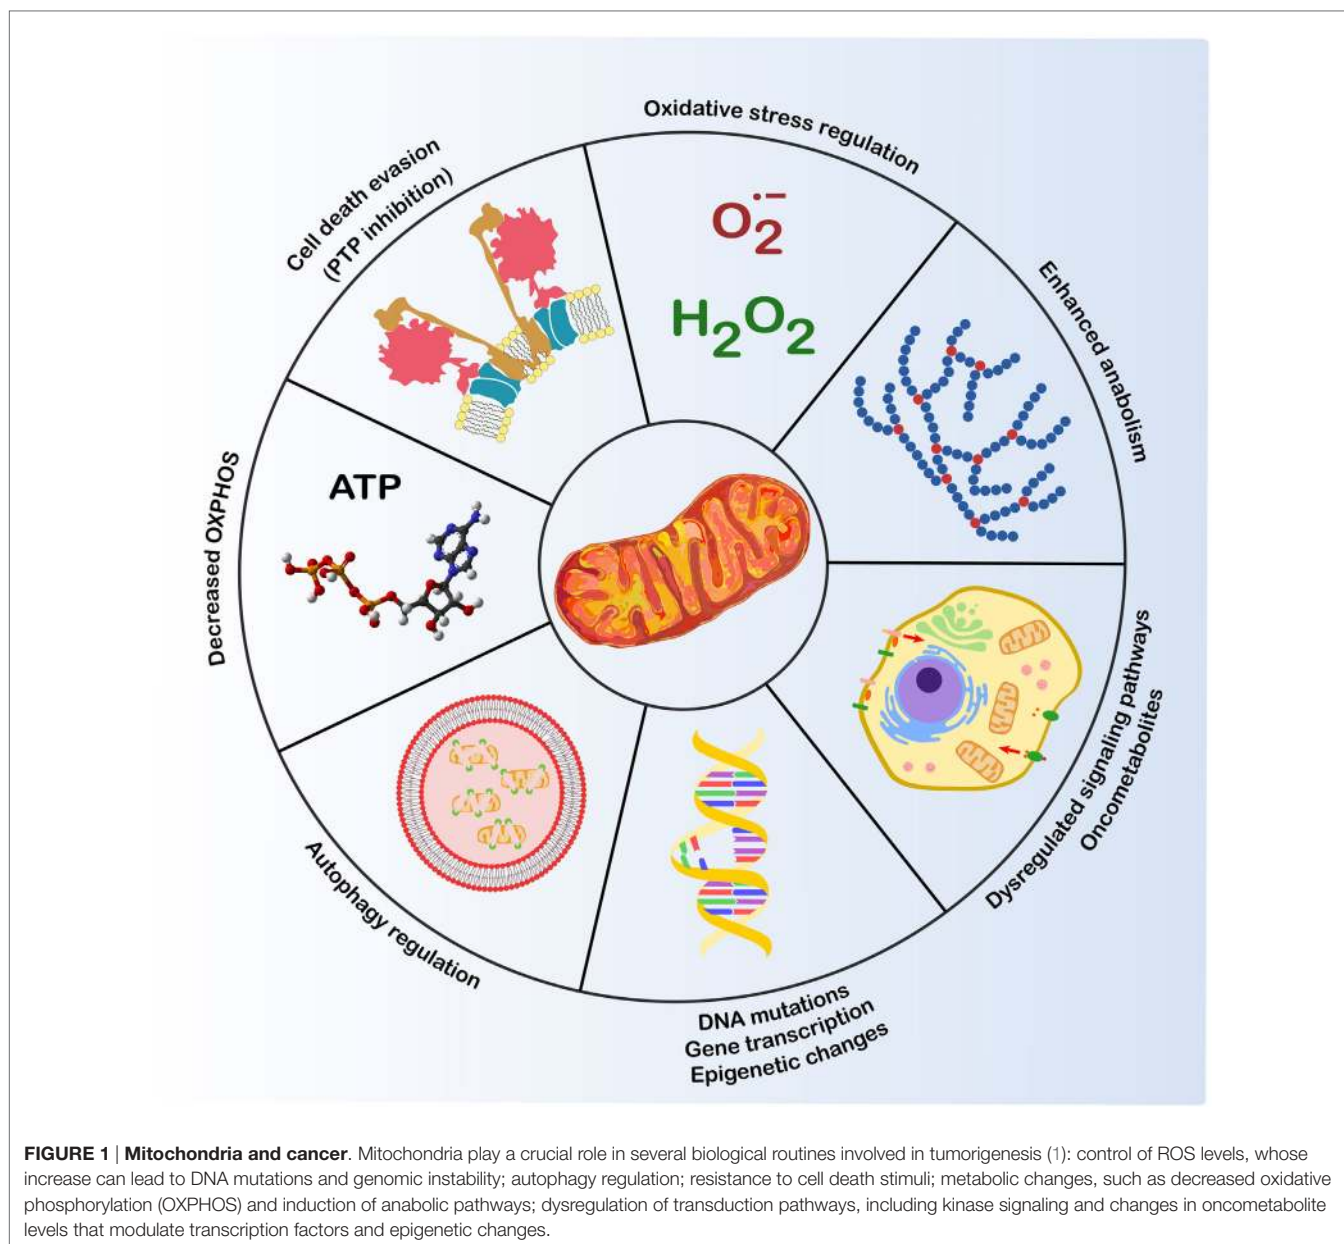 Oxidative stress regulation
Cell death evasion
(PTP inhibition)
O2˙−
H2O2
Enhanced anabolism
Decreased OXPHOS
ATP
Dysregulated signaling pathways
Oncometabolites
Autophagy regulation
DNA mutations
Gene transcription
Epigenetic changes
FIGURE 1 | Mitochondria and cancer. Mitochondria play a crucial role in several biological routines involved in tumorigenesis (1): control of ROS levels, whose
increase can lead to DNA mutations and genomic instability; autophagy regulation; resistance to cell death stimuli; metabolic changes, such as decreased oxidative
phosphorylation (OXPHOS) and induction of anabolic pathways; dysregulation of transduction pathways, including kinase signaling and changes in oncometabolite
levels that modulate transcription factors and epigenetic changes.